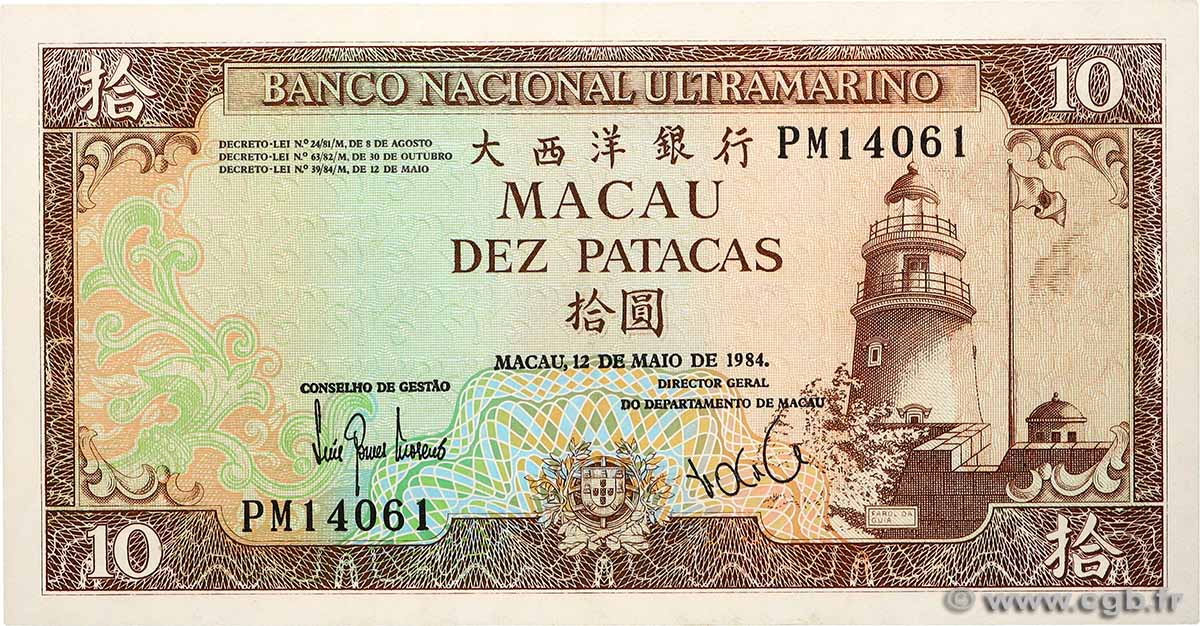 拾
10
BANCO NACIONAL ULTRAMARINO
DECRETO-LEI N.º 24/81/M, DE 8 DE AGOSTO
DECRETO-LEI N.º 63/82/M, DE 30 DE OUTUBRO
DECRETO-LEI N.º 39/84/M, DE 12 DE MAIO
大西洋銀行
PM14061
MACAU
DEZ PATACAS
拾圓
MACAU, 12 DE MAIO DE 1984.
CONSELHO DE GESTÃO
DIRECTOR GERAL
DO DEPARTAMENTO DE MACAU
Luís Gomes Moreno
PM14061
FAROL DA
GUIA
10
拾
© www.cgb.fr